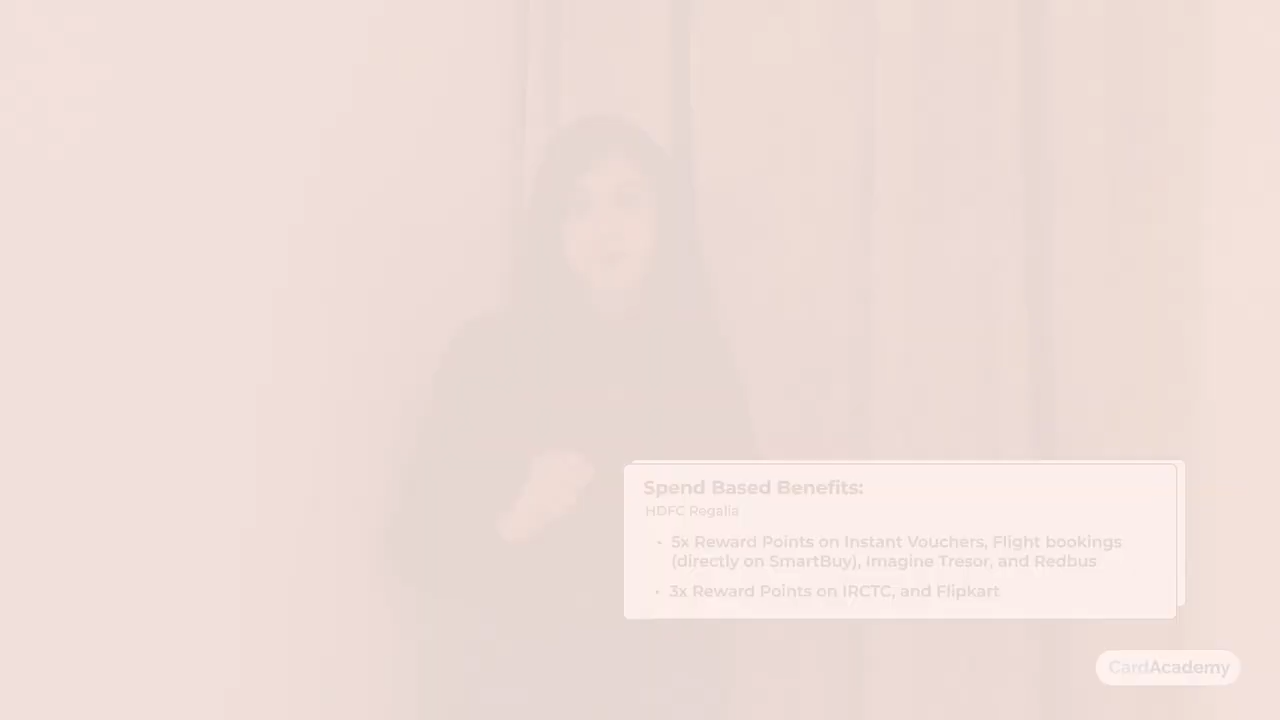 Spend Based Benefits:
HDFC Regalia
• 5x Reward Points on Instant Vouchers, Flight bookings
(directly on SmartBuy), Imagine Tresor, and Redbus
• 3x Reward Points on IRCTC, and Flipkart
CardAcademy